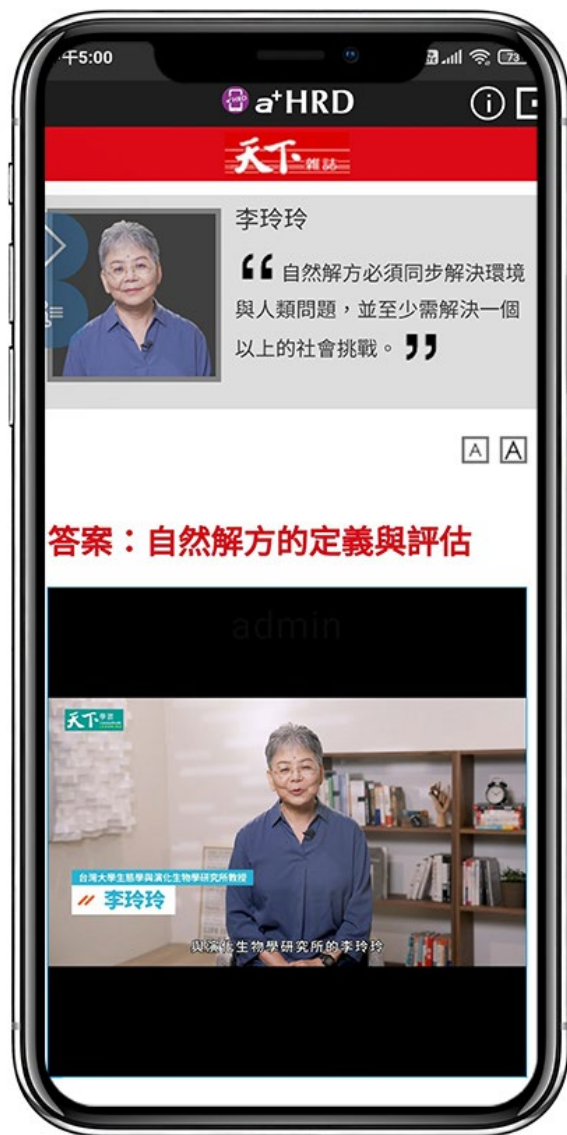 午5:00
73
a+HRD
天下雜誌
李玲玲
❝ 自然解方必須同步解決環境
與人類問題，並至少需解決一個
以上的社會挑戰。❞
A A
答案：自然解方的定義與評估
admin
天下學習
台灣大學生態學與演化生物學研究所教授
李玲玲
與演化生物學研究所的李玲玲